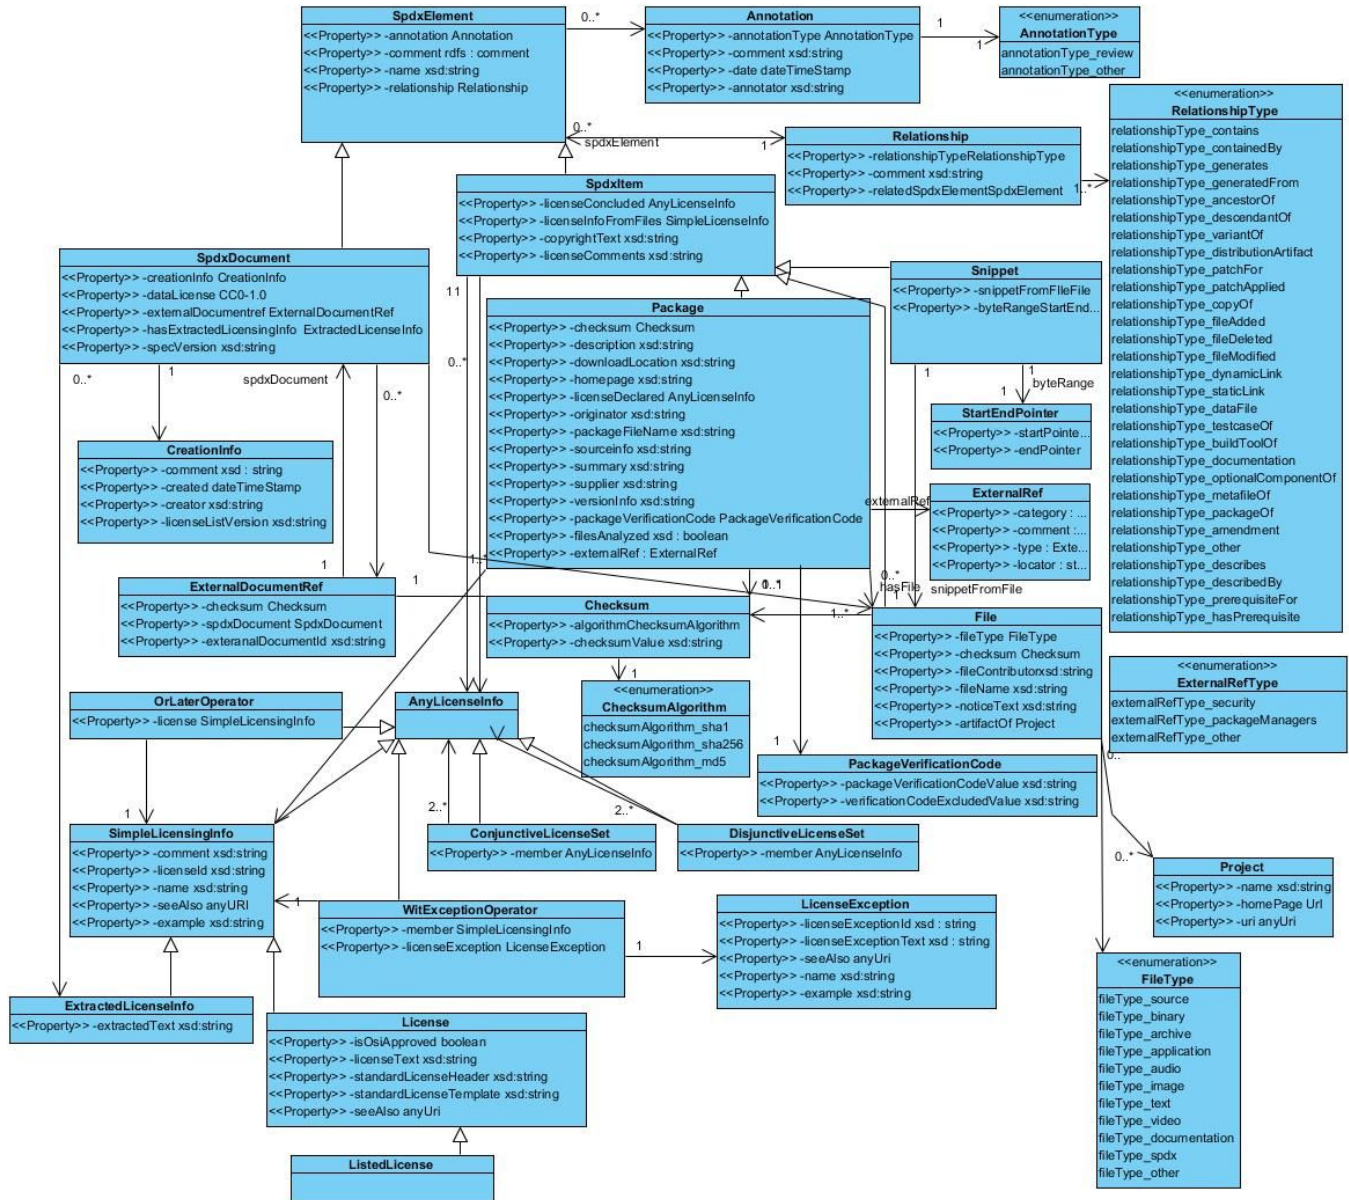 SpdxElement
<<Property>> -annotation Annotation
<<Property>> -comment rdfs : comment
<<Property>> -name xsd:string
<<Property>> -relationship Relationship
0..*
Annotation
<<Property>> -annotationType AnnotationType
<<Property>> -comment xsd:string
<<Property>> -date dateTimeStamp
<<Property>> -annotator xsd:string
1
1
<<enumeration>>
AnnotationType
annotationType_review
annotationType_other
<<enumeration>>
RelationshipType
relationshipType_contains
relationshipType_containedBy
relationshipType_generates
relationshipType_generatedFrom
relationshipType_ancestorOf
relationshipType_descendantOf
relationshipType_variantOf
relationshipType_distributionArtifact
relationshipType_patchFor
relationshipType_patchApplied
relationshipType_copyOf
relationshipType_fileAdded
relationshipType_fileDeleted
relationshipType_fileModified
relationshipType_dynamicLink
relationshipType_staticLink
relationshipType_dataFile
relationshipType_testcaseOf
relationshipType_buildToolOf
relationshipType_documentation
relationshipType_optionalComponentOf
relationshipType_metafileOf
relationshipType_packageOf
relationshipType_amendment
relationshipType_other
relationshipType_describes
relationshipType_describedBy
relationshipType_prerequisiteFor
relationshipType_hasPrerequisite
0..*
spdxElement
1
Relationship
<<Property>> -relationshipTypeRelationshipType
<<Property>> -comment xsd:string
<<Property>> -relatedSpdxElementSpdxElement
1..*
SpdxItem
<<Property>> -licenseConcluded AnyLicenseInfo
<<Property>> -licenseInfoFromFiles SimpleLicenseInfo
<<Property>> -copyrightText xsd:string
<<Property>> -licenseComments xsd:string
SpdxDocument
<<Property>> -creationInfo CreationInfo
<<Property>> -dataLicense CC0-1.0
<<Property>> -externalDocumentref ExternalDocumentRef
<<Property>> -hasExtractedLicensingInfo ExtractedLicenseInfo
<<Property>> -specVersion xsd:string
Snippet
<<Property>> -snippetFromFIleFile
<<Property>> -byteRangeStartEnd...
11
0..*
Package
<<Property>> -checksum Checksum
<<Property>> -description xsd:string
<<Property>> -downloadLocation xsd:string
<<Property>> -homepage xsd:string
<<Property>> -licenseDeclared AnyLicenseInfo
<<Property>> -originator xsd:string
<<Property>> -packageFileName xsd:string
<<Property>> -sourceinfo xsd:string
<<Property>> -summary xsd:string
<<Property>> -supplier xsd:string
<<Property>> -versionInfo xsd:string
<<Property>> -packageVerificationCode PackageVerificationCode
<<Property>> -filesAnalyzed xsd : boolean
<<Property>> -externalRef : ExternalRef
0..*
1
spdxDocument
0..*
1
1
byteRange
1
StartEndPointer
<<Property>> -startPointe...
<<Property>> -endPointer
CreationInfo
<<Property>> -comment xsd : string
<<Property>> -created dateTimeStamp
<<Property>> -creator xsd:string
<<Property>> -licenseListVersion xsd:string
externalRef
ExternalRef
<<Property>> -category : ...
<<Property>> -comment :...
<<Property>> -type : Exte...
<<Property>> -locator : st...
1
1
1..*
0..*
hasFile
snippetFromFile
1
ExternalDocumentRef
<<Property>> -checksum Checksum
<<Property>> -spdxDocument SpdxDocument
<<Property>> -exteranalDocumentId xsd:string
Checksum
<<Property>> -algorithmChecksumAlgorithm
<<Property>> -checksumValue xsd:string
1..*
File
<<Property>> -fileType FileType
<<Property>> -checksum Checksum
<<Property>> -fileContributorxsd:string
<<Property>> -fileName xsd:string
<<Property>> -noticeText xsd:string
<<Property>> -artifactOf Project
1
<<enumeration>>
ChecksumAlgorithm
checksumAlgorithm_sha1
checksumAlgorithm_sha256
checksumAlgorithm_md5
<<enumeration>>
ExternalRefType
externalRefType_security
externalRefType_packageManagers
externalRefType_other
OrLaterOperator
<<Property>> -license SimpleLicensingInfo
AnyLicenseInfo
1
PackageVerificationCode
<<Property>> -packageVerificationCodeValue xsd:string
<<Property>> -verificationCodeExcludedValue xsd:string
0..
1
2..*
2..*
SimpleLicensingInfo
<<Property>> -comment xsd:string
<<Property>> -licenseId xsd:string
<<Property>> -name xsd:string
<<Property>> -seeAlso anyURI
<<Property>> -example xsd:string
ConjunctiveLicenseSet
<<Property>> -member AnyLicenseInfo
DisjunctiveLicenseSet
<<Property>> -member AnyLicenseInfo
0..*
Project
<<Property>> -name xsd:string
<<Property>> -homePage Url
<<Property>> -uri anyUri
1
WitExceptionOperator
<<Property>> -member SimpleLicensingInfo
<<Property>> -licenseException LicenseException
1
LicenseException
<<Property>> -licenseExceptionId xsd : string
<<Property>> -licenseExceptionText xsd : string
<<Property>> -seeAlso anyUri
<<Property>> -name xsd:string
<<Property>> -example xsd:string
<<enumeration>>
FileType
fileType_source
fileType_binary
fileType_archive
fileType_application
fileType_audio
fileType_image
fileType_text
fileType_video
fileType_documentation
fileType_spdx
fileType_other
ExtractedLicenseInfo
<<Property>> -extractedText xsd:string
License
<<Property>> -isOsiApproved boolean
<<Property>> -licenseText xsd:string
<<Property>> -standardLicenseHeader xsd:string
<<Property>> -standardLicenseTemplate xsd:string
<<Property>> -seeAlso anyUri
ListedLicense